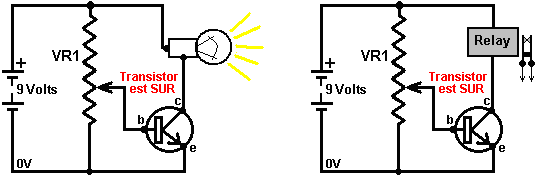 VR1
+
9 Volts
Transistor
est SUR
c
b
e
0V
Relay
VR1
+
9 Volts
Transistor
est SUR
c
b
e
0V